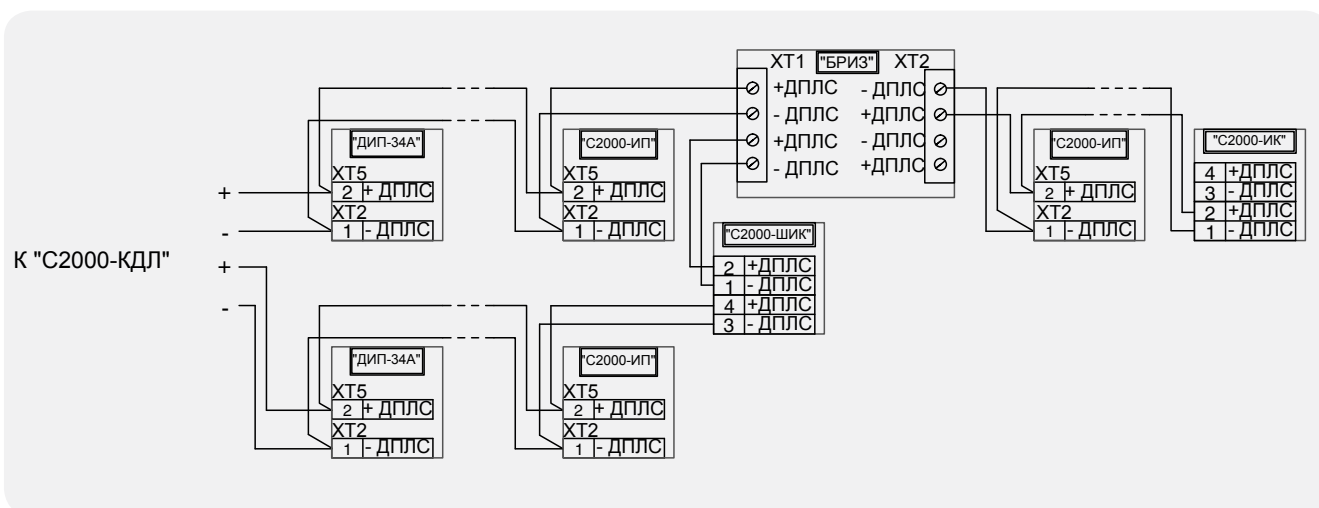 К "С2000-КДЛ"
+
-
+
-
"ДИП-34А"
ХТ5
2 + ДПЛС
ХТ2
1 - ДПЛС
"С2000-ИП"
ХТ5
2 + ДПЛС
ХТ2
1 - ДПЛС
ХТ1 "БРИЗ" ХТ2
+ДПЛС - ДПЛС
- ДПЛС +ДПЛС
+ДПЛС - ДПЛС
- ДПЛС +ДПЛС
"С2000-ИП"
ХТ5
2 + ДПЛС
ХТ2
1 - ДПЛС
"С2000-ИК"
4 +ДПЛС
3 - ДПЛС
2 +ДПЛС
1 - ДПЛС
"С2000-ШИК"
2 +ДПЛС
1 - ДПЛС
4 +ДПЛС
3 - ДПЛС
"ДИП-34А"
ХТ5
2 + ДПЛС
ХТ2
1 - ДПЛС
"С2000-ИП"
ХТ5
2 + ДПЛС
ХТ2
1 - ДПЛС